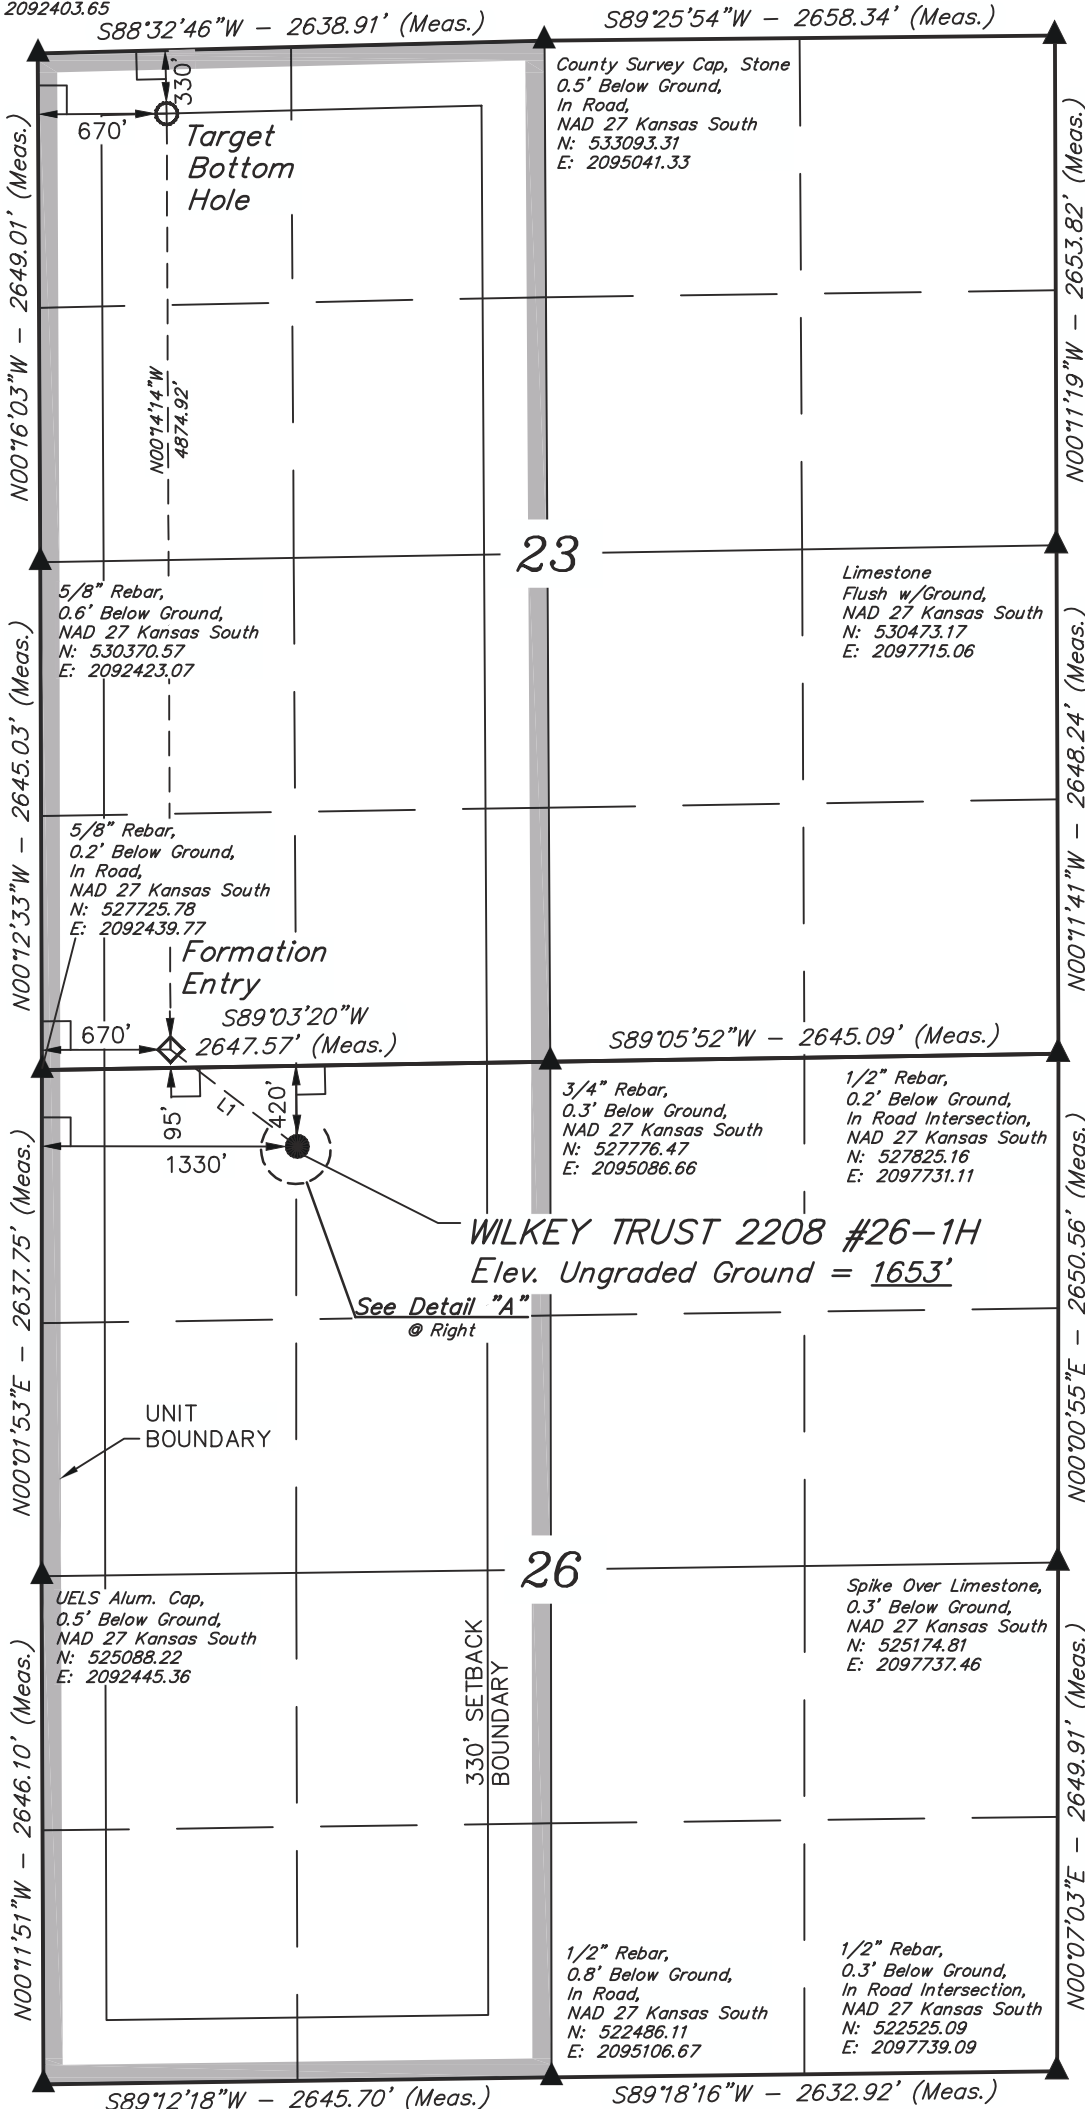 2092403.65
S88°32'46"W - 2638.91' (Meas.)
S89°25'54"W - 2658.34' (Meas.)
330'
670'
Target
Bottom
Hole
County Survey Cap, Stone
0.5' Below Ground,
In Road,
NAD 27 Kansas South
N: 533093.31
E: 2095041.33
N00°16'03"W - 2649.01' (Meas.)
N00°11'19"W - 2653.82' (Meas.)
N00°14'14"W
4874.92'
23
5/8" Rebar,
0.6' Below Ground,
NAD 27 Kansas South
N: 530370.57
E: 2092423.07
Limestone
Flush w/Ground,
NAD 27 Kansas South
N: 530473.17
E: 2097715.06
N00°12'33"W - 2645.03' (Meas.)
N00°11'41"W - 2648.24' (Meas.)
5/8" Rebar,
0.2' Below Ground,
In Road,
NAD 27 Kansas South
N: 527725.78
E: 2092439.77
Formation
Entry
670'
S89°03'20"W
2647.57' (Meas.)
S89°05'52"W - 2645.09' (Meas.)
95'
L1
420'
1330'
3/4" Rebar,
0.3' Below Ground,
NAD 27 Kansas South
N: 527776.47
E: 2095086.66
1/2" Rebar,
0.2' Below Ground,
In Road Intersection,
NAD 27 Kansas South
N: 527825.16
E: 2097731.11
WILKEY TRUST 2208 #26-1H
Elev. Ungraded Ground = 1653'
See Detail "A"
@ Right
N00°01'53"E - 2637.75' (Meas.)
N00°00'55"E - 2650.56' (Meas.)
UNIT
BOUNDARY
26
UELS Alum. Cap,
0.5' Below Ground,
NAD 27 Kansas South
N: 525088.22
E: 2092445.36
Spike Over Limestone,
0.3' Below Ground,
NAD 27 Kansas South
N: 525174.81
E: 2097737.46
330' SETBACK
BOUNDARY
N00°11'51"W - 2646.10' (Meas.)
N00°07'03"E - 2649.91' (Meas.)
1/2" Rebar,
0.8' Below Ground,
In Road,
NAD 27 Kansas South
N: 522486.11
E: 2095106.67
1/2" Rebar,
0.3' Below Ground,
In Road Intersection,
NAD 27 Kansas South
N: 522525.09
E: 2097739.09
S89°12'18"W - 2645.70' (Meas.)
S89°18'16"W - 2632.92' (Meas.)